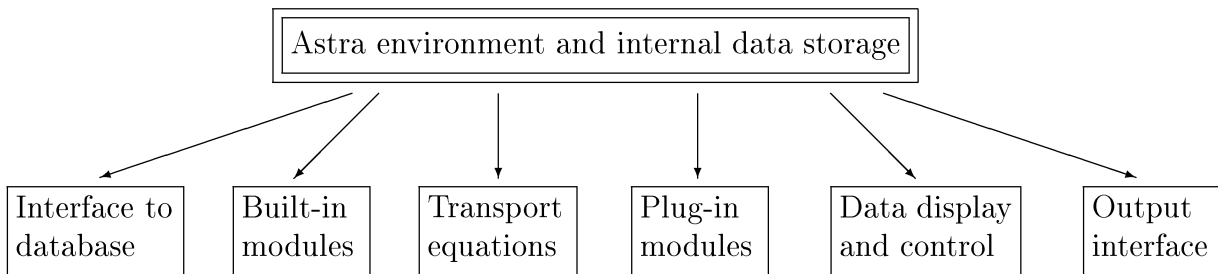 Astra environment and internal data storage
Interface to
database
Built-in
modules
Transport
equations
Plug-in
modules
Data display
and control
Output
interface